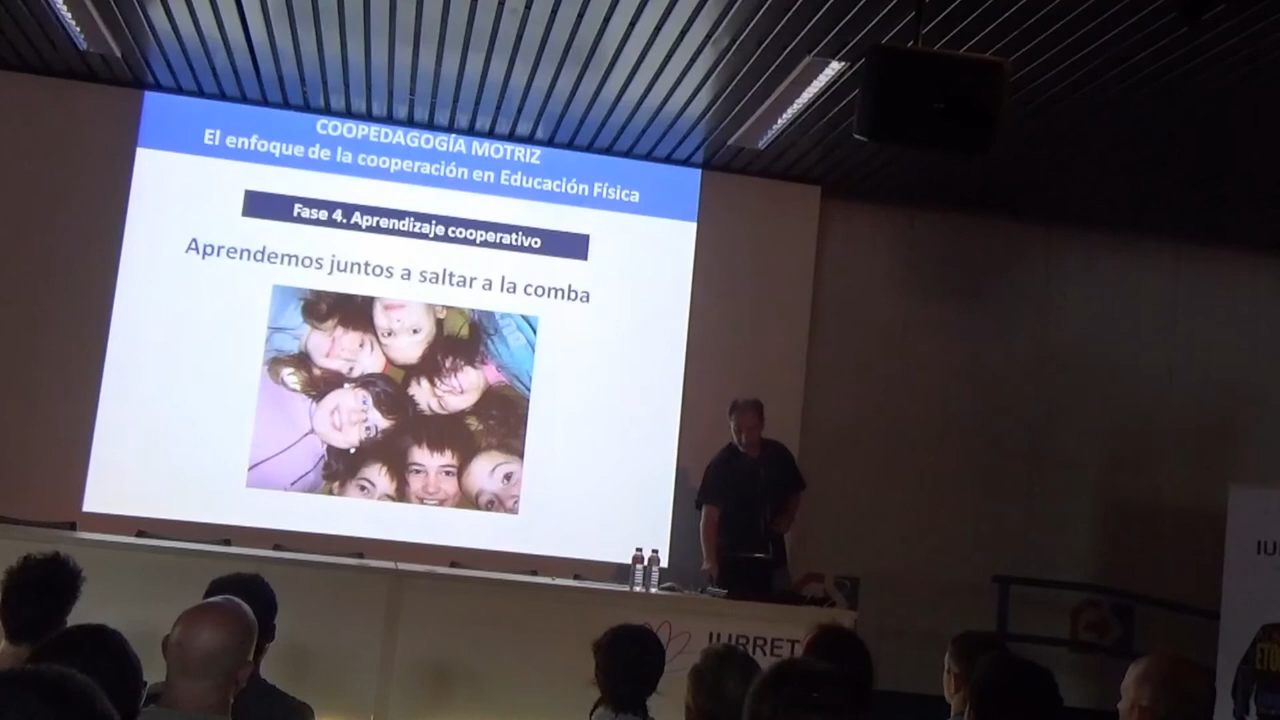 COOPEDAGOGÍA MOTRIZ
El enfoque de la cooperación en Educación Física
Fase 4. Aprendizaje cooperativo
Aprendemos juntos a saltar a la comba
IURRET
IU